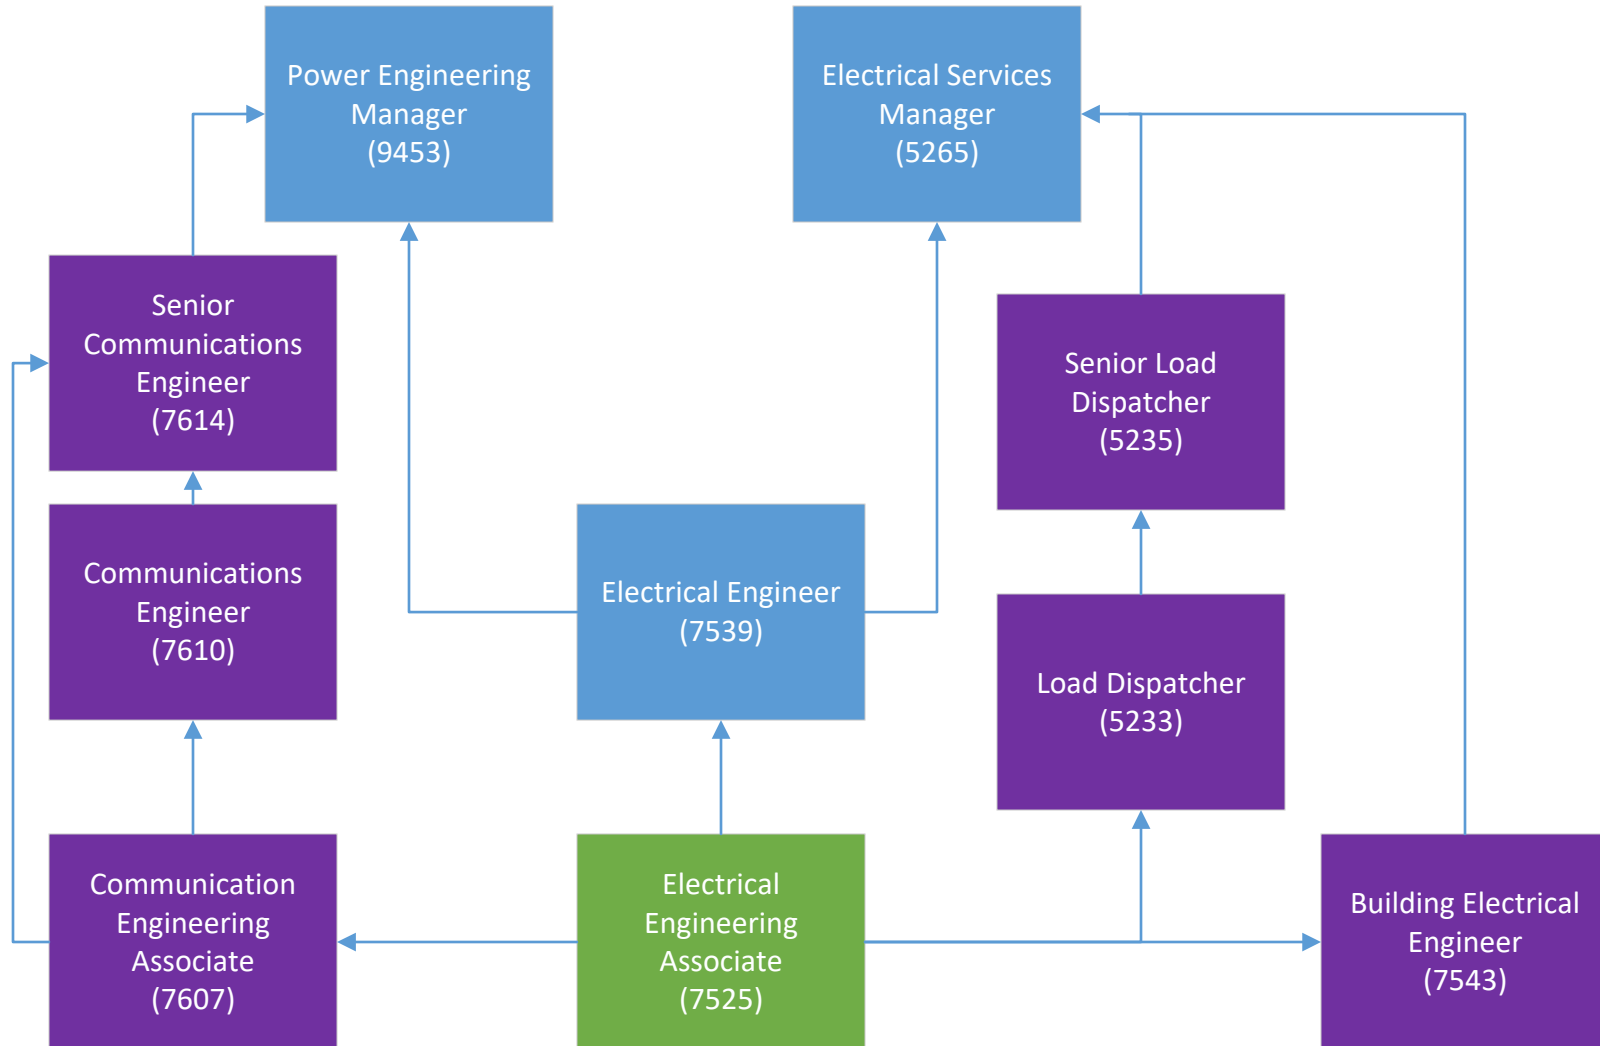 Power Engineering
Manager
(9453)
Electrical Services
Manager
(5265)
Senior
Communications
Engineer
(7614)
Senior Load
Dispatcher
(5235)
Communications
Engineer
(7610)
Electrical Engineer
(7539)
Load Dispatcher
(5233)
Communication
Engineering
Associate
(7607)
Electrical
Engineering
Associate
(7525)
Building Electrical
Engineer
(7543)